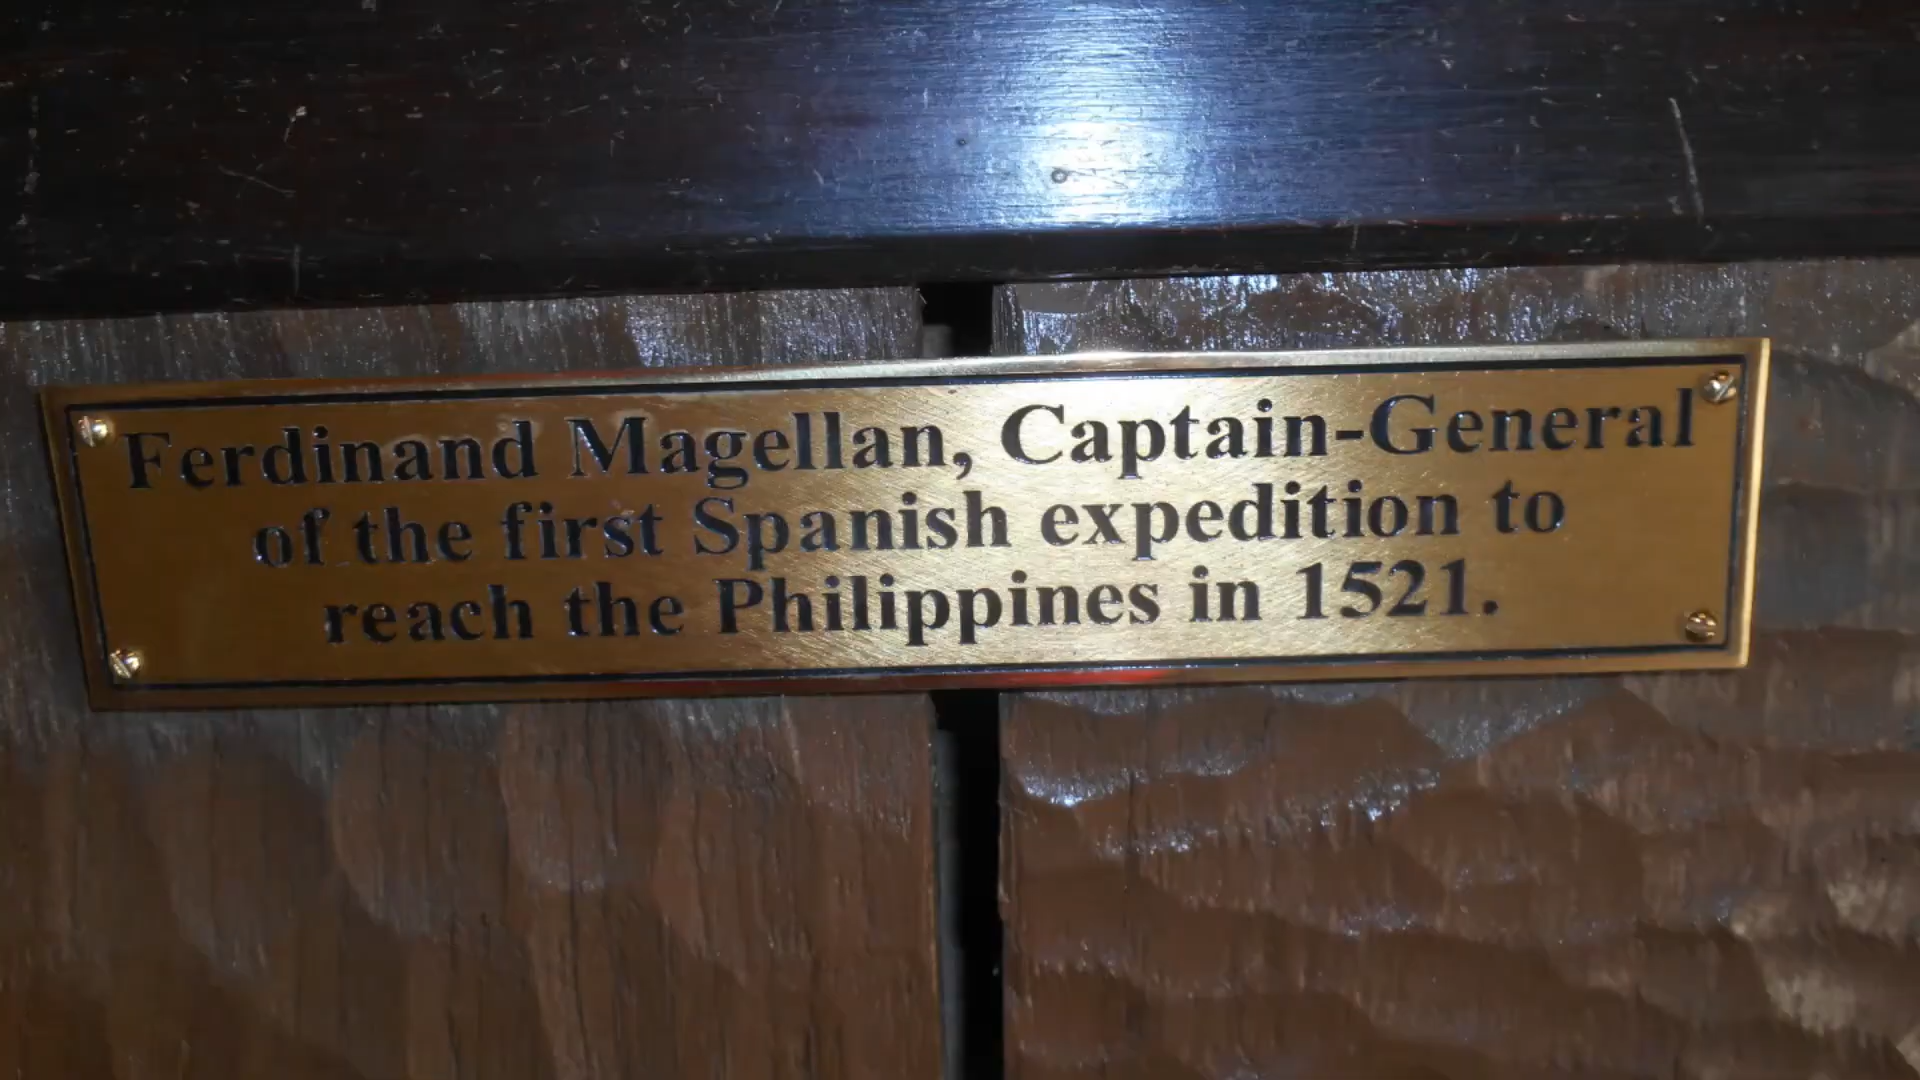 Ferdinand Magellan, Captain-General
of the first Spanish expedition to
reach the Philippines in 1521.